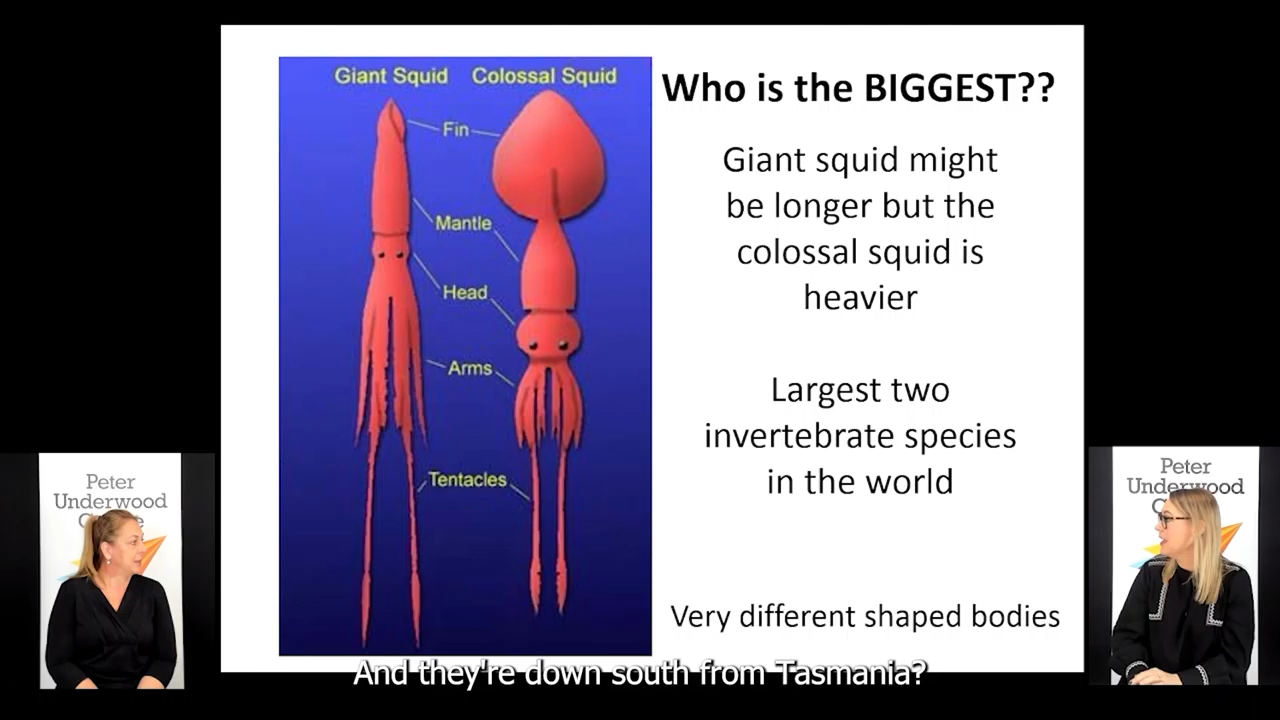 Giant Squid Colossal Squid
Fin
Mantle
Head
Arms
Tentacles
Who is the BIGGEST??
Giant squid might
be longer but the
colossal squid is
heavier
Largest two
invertebrate species
in the world
Very different shaped bodies
Peter
Underwood
Peter
Underwood
And they're down south from Tasmania?